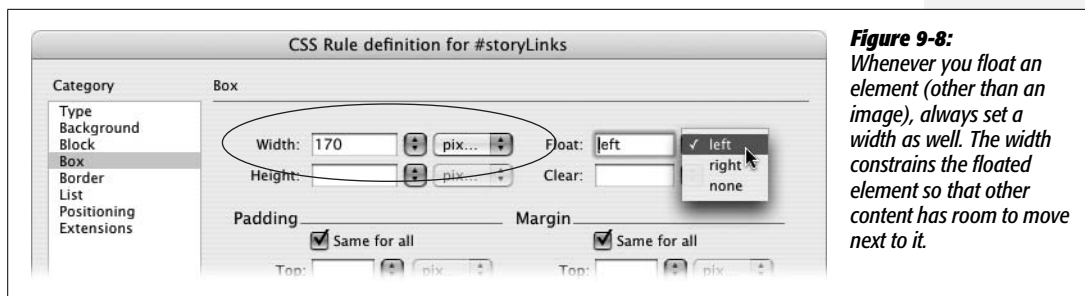 CSS Rule definition for #storyLinks
Category
Box
Type
Background
Block
Box
Border
List
Positioning
Extensions
Width: 170 pix... Float: left
Height: pix... Clear:
left
right
none
Padding Margin
Same for all Same for all
Top: pix Top: pix
Figure 9-8:
Whenever you float an
element (other than an
image), always set a
width as well. The width
constrains the floated
element so that other
content has room to move
next to it.